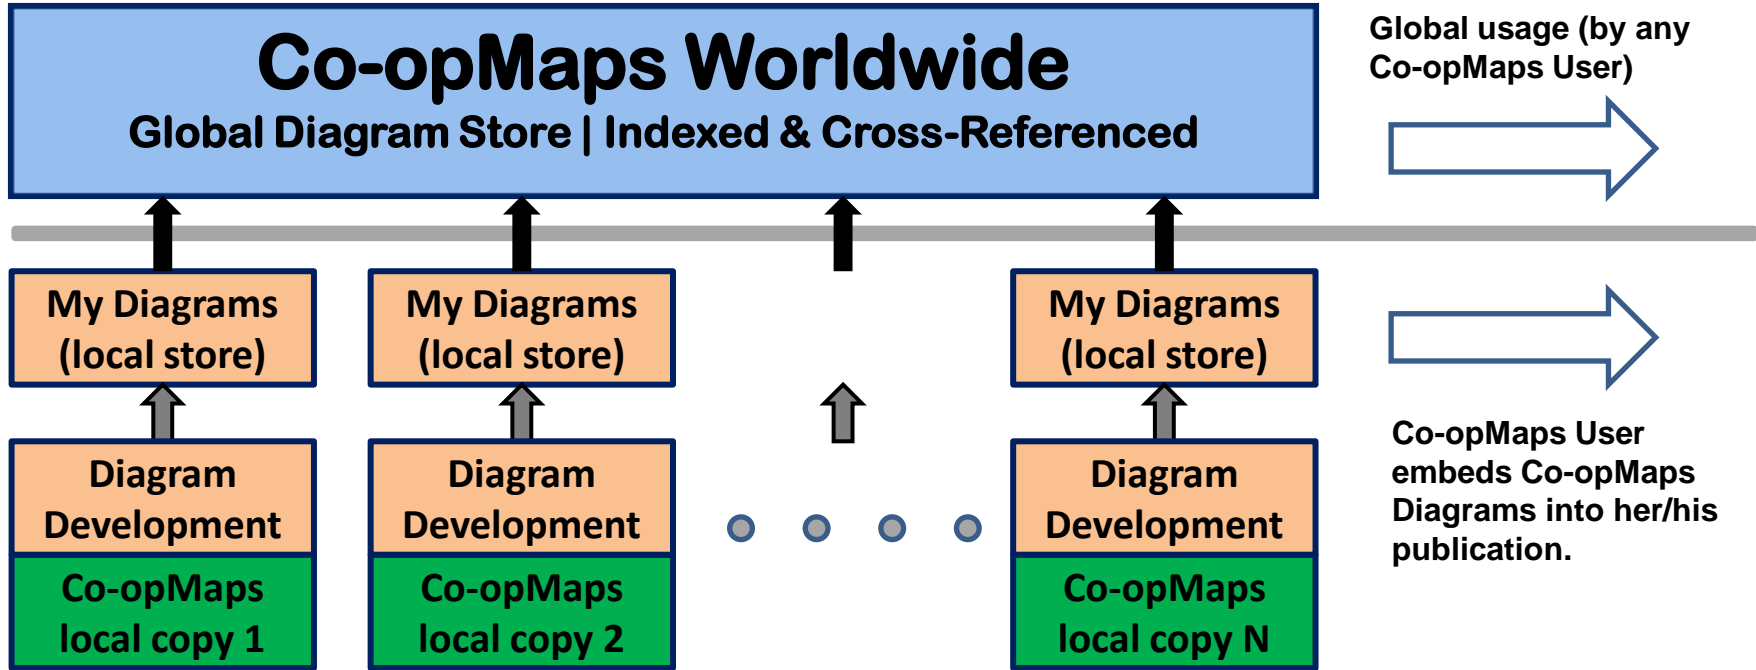 Co-opMaps Worldwide
Global Diagram Store | Indexed & Cross-Referenced
Global usage (by any
Co-opMaps User)
My Diagrams
(local store)
My Diagrams
(local store)
My Diagrams
(local store)
Diagram
Development
Diagram
Development
Diagram
Development
Co-opMaps
local copy 1
Co-opMaps
local copy 2
Co-opMaps
local copy N
Co-opMaps User
embeds Co-opMaps
Diagrams into her/his
publication.